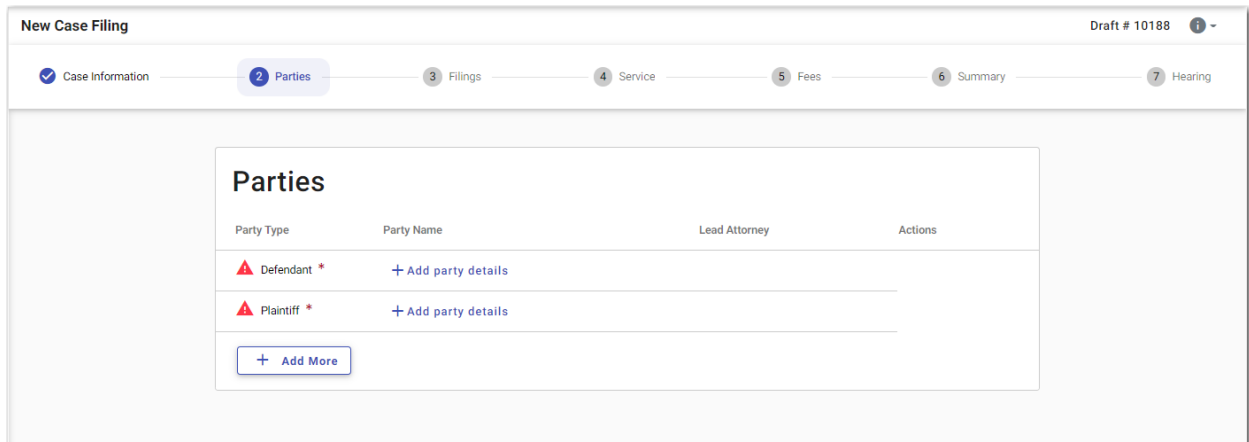 New Case Filing Draft # 10188
Case Information 2 Parties 3 Filings 4 Service 5 Fees 6 Summary 7 Hearing
Parties
Party Type Party Name Lead Attorney Actions
Defendant * + Add party details
Plaintiff * + Add party details
+ Add More